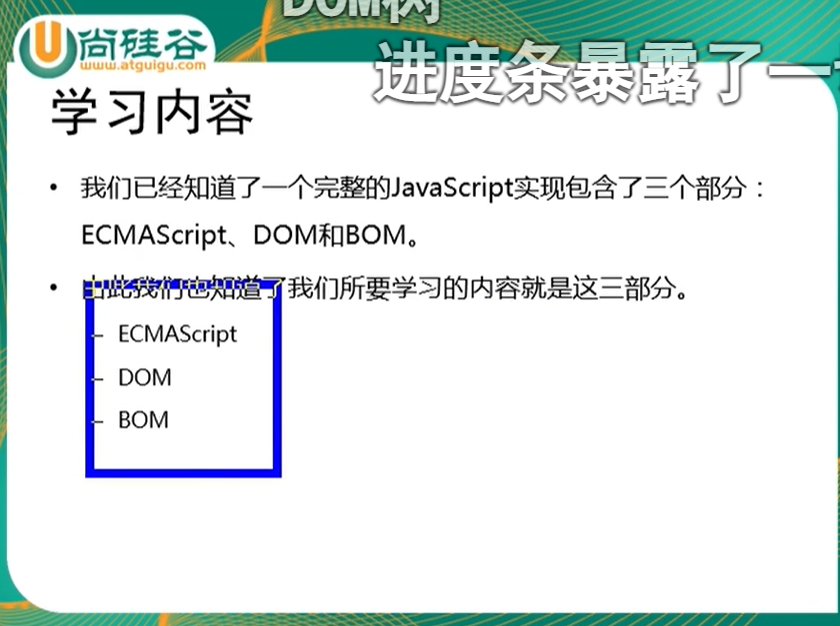 DOM树
尚硅谷
www.atguigu.com
进度条暴露了一
学习内容
• 我们已经知道了一个完整的JavaScript实现包含了三个部分：
ECMAScript、DOM和BOM。
• 由此我们也知道了我们所要学习的内容就是这三部分。
– ECMAScript
– DOM
– BOM